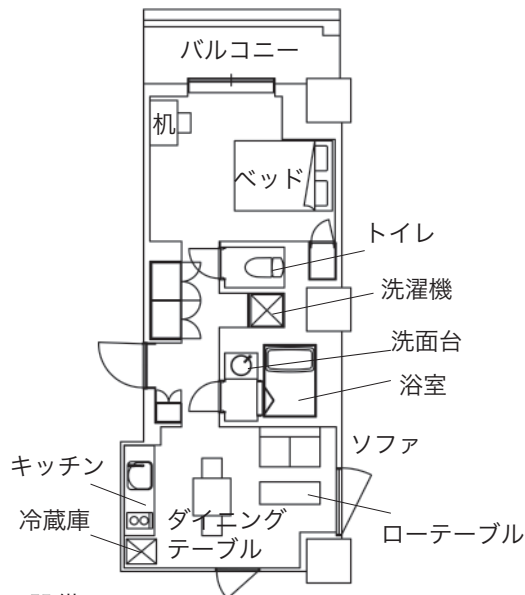 バルコニー
机
ベッド
トイレ
洗濯機
洗面台
浴室
ソファ
キッチン
冷蔵庫
ダイニング
テーブル
ローテーブル